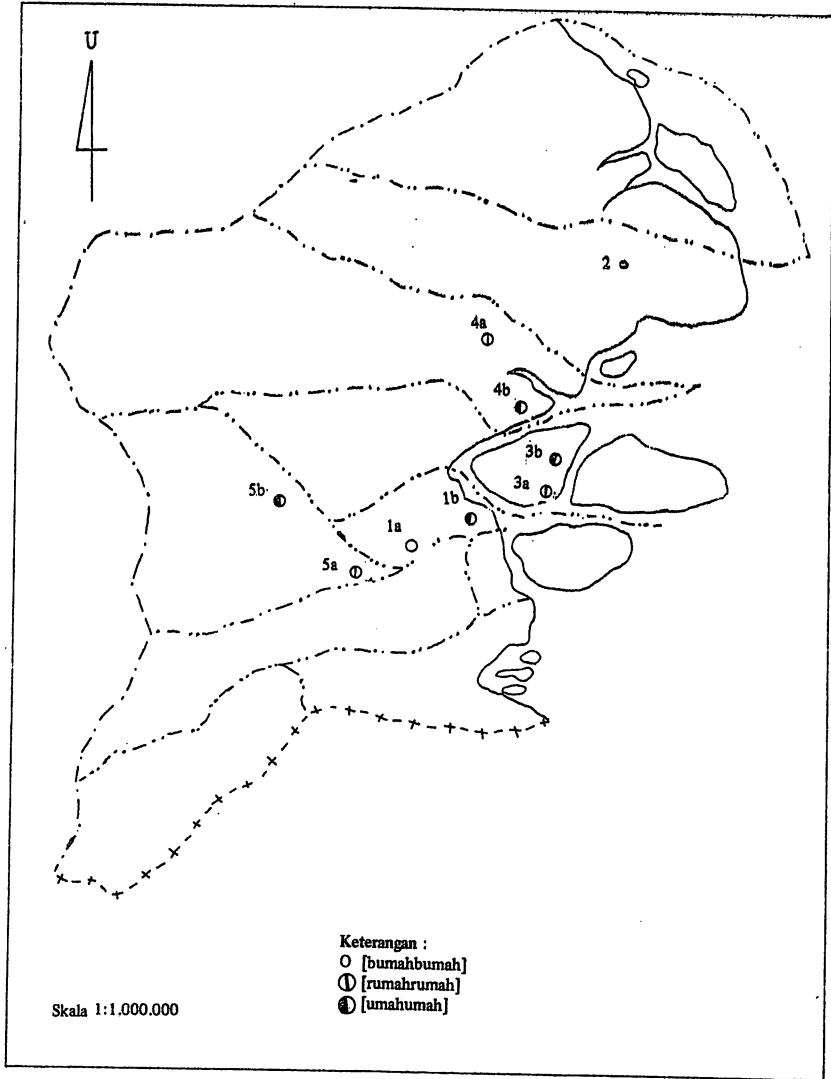 U
2
4a
4b
3b
3a
5b
1b
1a
5a
Keterangan :
O [bumahbumah]
[rumahrumah]
[umahumah]
Skala 1:1.000.000